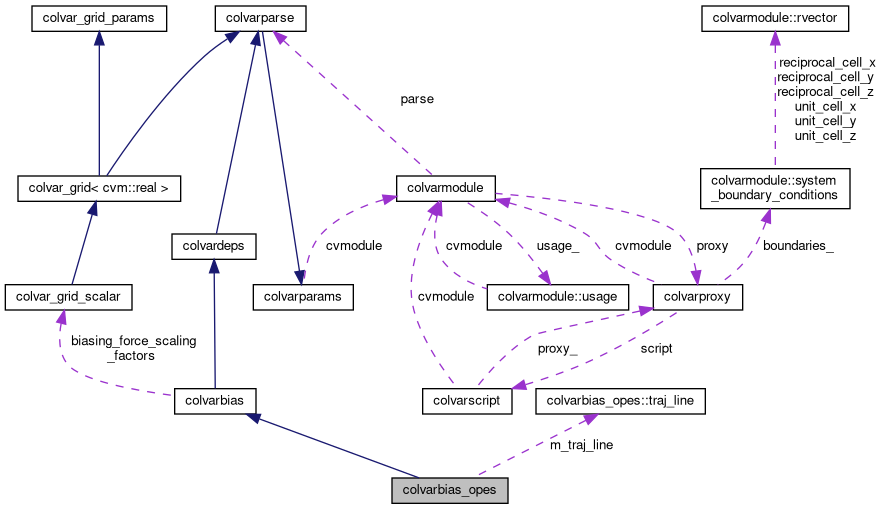 colvar_grid_params
colvarparse
colvarmodule::rvector
reciprocal_cell_x
reciprocal_cell_y
reciprocal_cell_z
unit_cell_x
unit_cell_y
unit_cell_z
parse
colvar_grid< cvm::real >
colvarmodule
colvarmodule::system
_boundary_conditions
colvardeps
cvmodule
cvmodule
usage_
cvmodule
proxy
boundaries_
colvar_grid_scalar
colvarparams
cvmodule
colvarmodule::usage
colvarproxy
biasing_force_scaling
_factors
proxy_
script
colvarbias
colvarscript
colvarbias_opes::traj_line
m_traj_line
colvarbias_opes